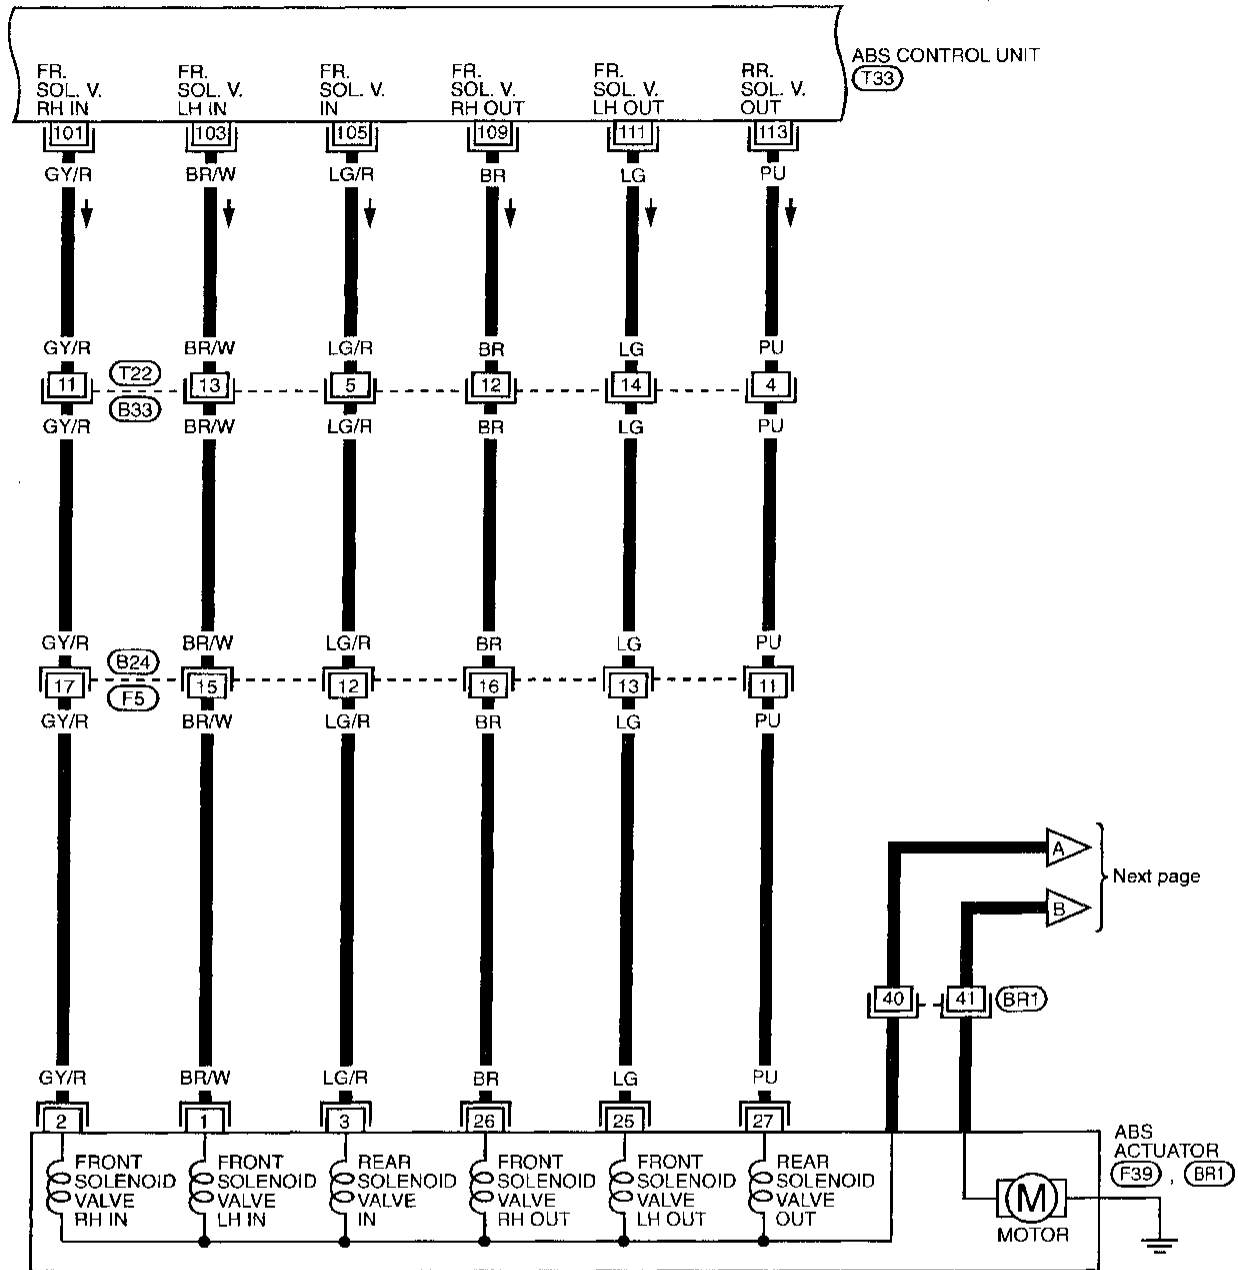 ABS CONTROL UNIT
T33
FR.
SOL. V.
RH IN
FR.
SOL. V.
LH IN
FR.
SOL. V.
IN
FR.
SOL. V.
RH OUT
FR.
SOL. V.
LH OUT
RR.
SOL. V.
OUT
101 103 105 109 111 113
GY/R BR/W LG/R BR LG PU
GY/R BR/W LG/R BR LG PU
T22
11 13 5 12 14 4
B33
GY/R BR/W LG/R BR LG PU
GY/R BR/W LG/R BR LG PU
B24
17 15 12 16 13 11
F5
GY/R BR/W LG/R BR LG PU
A
Next page
B
40 41 BR1
GY/R BR/W LG/R BR LG PU
2 1 3 26 25 27
ABS
ACTUATOR
F39 , BR1
FRONT
SOLENOID
VALVE
RH IN
FRONT
SOLENOID
VALVE
LH IN
REAR
SOLENOID
VALVE
IN
FRONT
SOLENOID
VALVE
RH OUT
FRONT
SOLENOID
VALVE
LH OUT
REAR
SOLENOID
VALVE
OUT
M
MOTOR